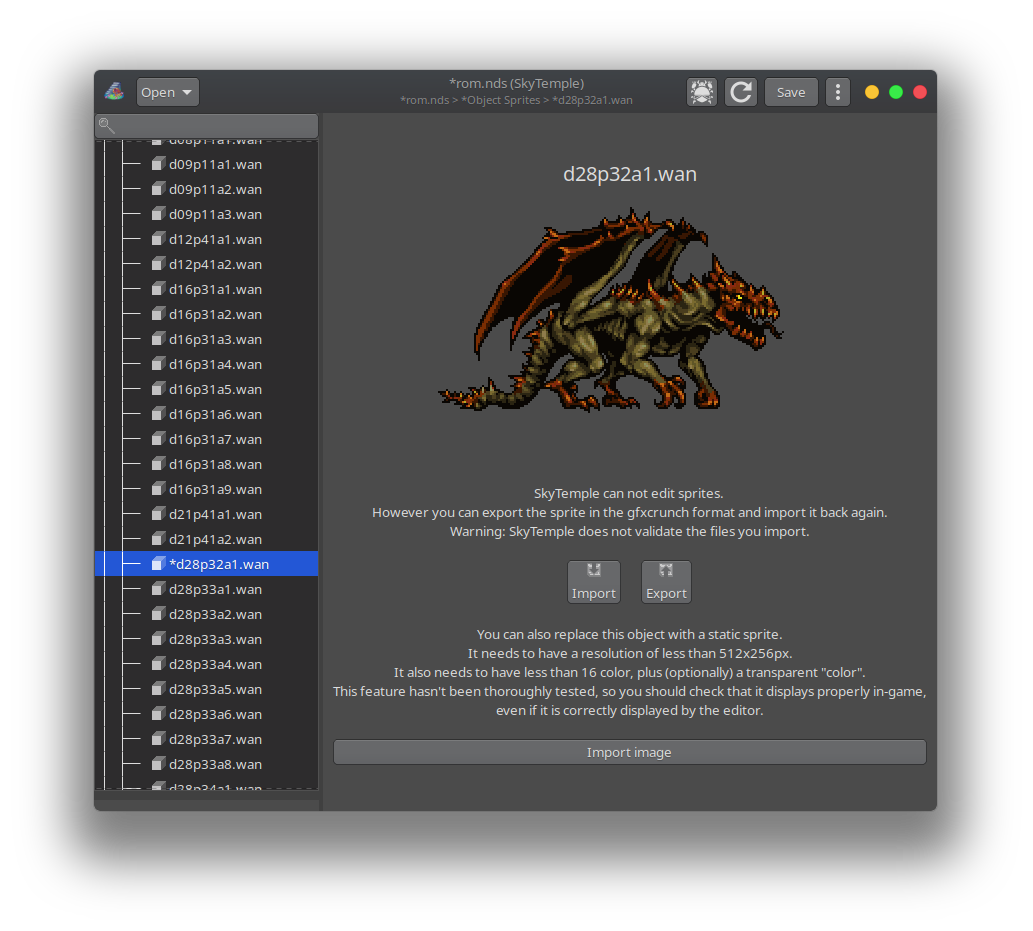 Open
*rom.nds (SkyTemple)
*rom.nds > *Object Sprites > *d28p32a1.wan
Save
d08p11a1.wan
d09p11a1.wan
d09p11a2.wan
d09p11a3.wan
d12p41a1.wan
d12p41a2.wan
d16p31a1.wan
d16p31a2.wan
d16p31a3.wan
d16p31a4.wan
d16p31a5.wan
d16p31a6.wan
d16p31a7.wan
d16p31a8.wan
d16p31a9.wan
d21p41a1.wan
d21p41a2.wan
*d28p32a1.wan
d28p33a1.wan
d28p33a2.wan
d28p33a3.wan
d28p33a4.wan
d28p33a5.wan
d28p33a6.wan
d28p33a7.wan
d28p33a8.wan
d28p34a1.wan
d28p32a1.wan
SkyTemple can not edit sprites.
However you can export the sprite in the gfxcrunch format and import it back again.
Warning: SkyTemple does not validate the files you import.
Import
Export
You can also replace this object with a static sprite.
It needs to have a resolution of less than 512x256px.
It also needs to have less than 16 color, plus (optionally) a transparent "color".
This feature hasn't been thoroughly tested, so you should check that it displays properly in-game,
even if it is correctly displayed by the editor.
Import image